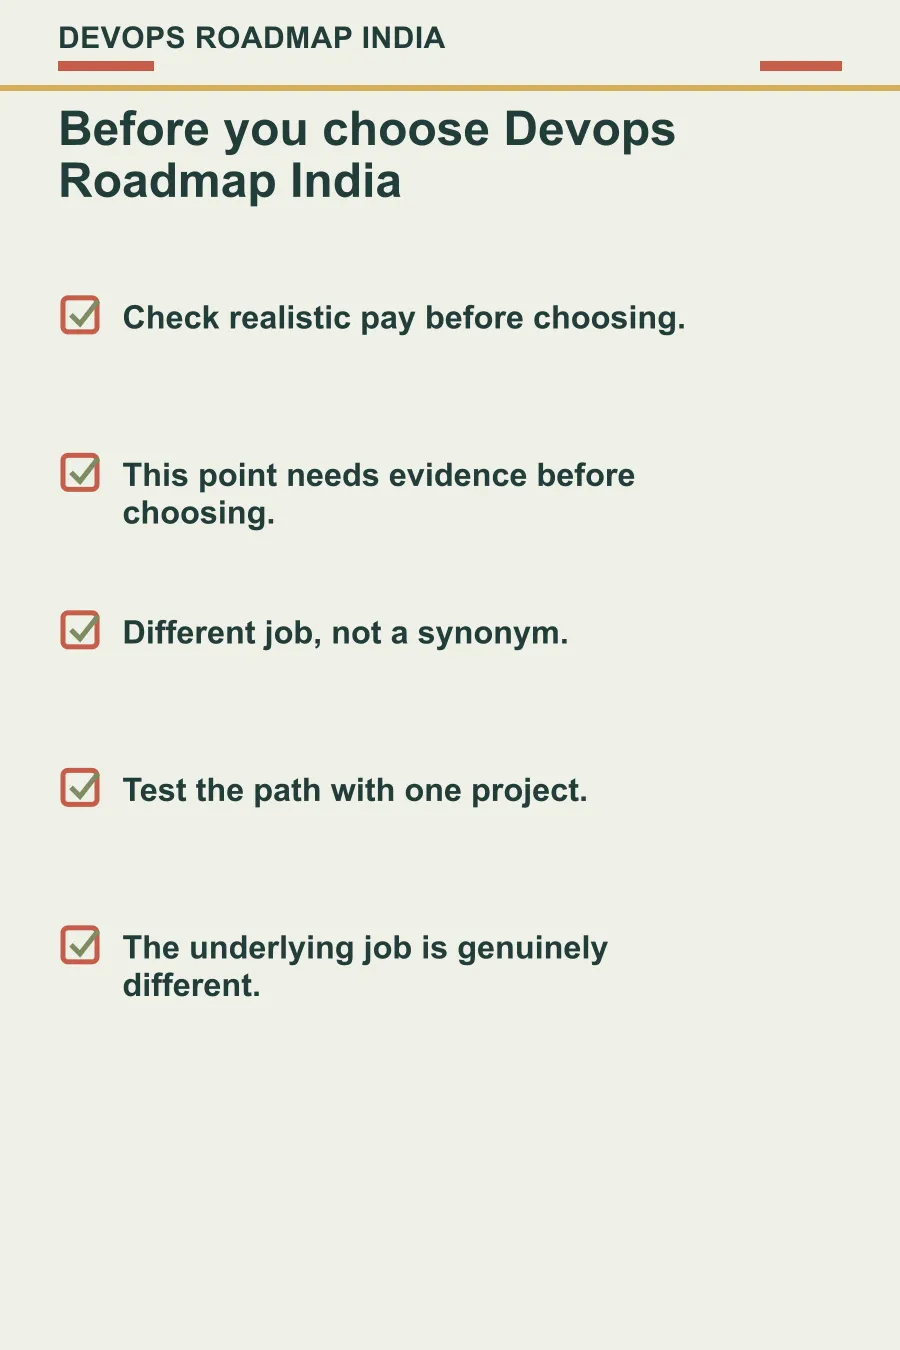 DEVOPS ROADMAP INDIA
Before you choose Devops
Roadmap India
Check realistic pay before choosing.
This point needs evidence before
choosing.
Different job, not a synonym.
Test the path with one project.
The underlying job is genuinely
different.